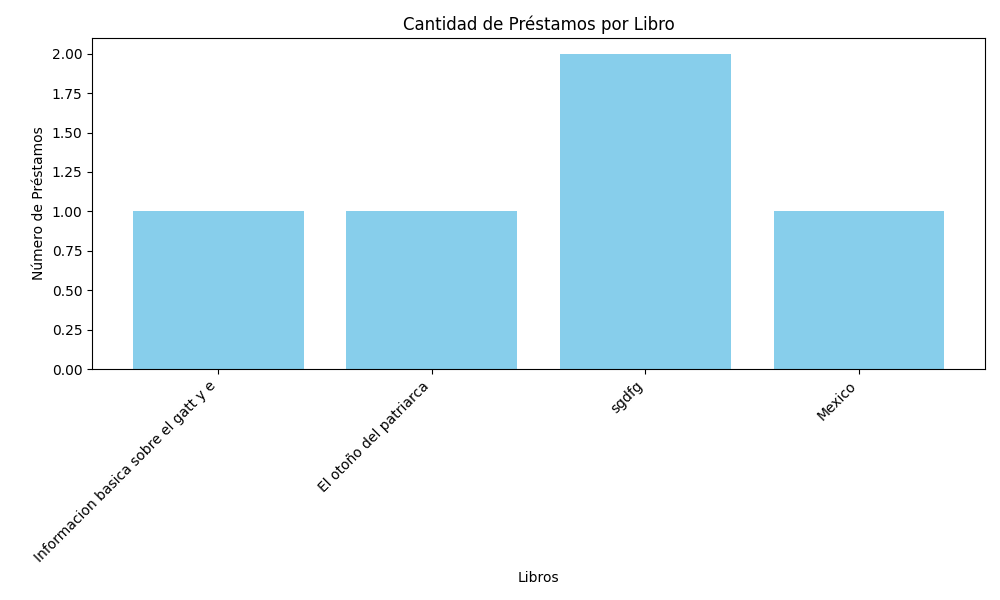 Cantidad de Préstamos por Libro
Número de Préstamos
2.00
1.75
1.50
1.25
1.00
0.75
0.50
0.25
0.00
Informacion basica sobre el gatt y e
El otoño del patriarca
sgdfg
Mexico
Libros